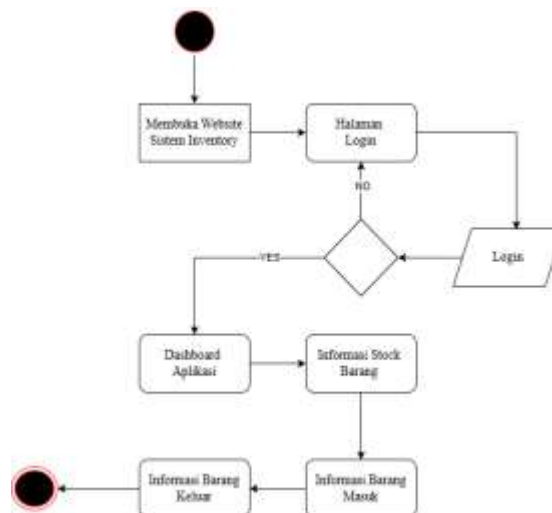 Membuka Website
Sistem Inventory
Halaman
Login
NO
YES
Login
Dashboard
Aplikasi
Informasi Stock
Barang
Informasi Barang
Keluar
Informasi Barang
Masuk